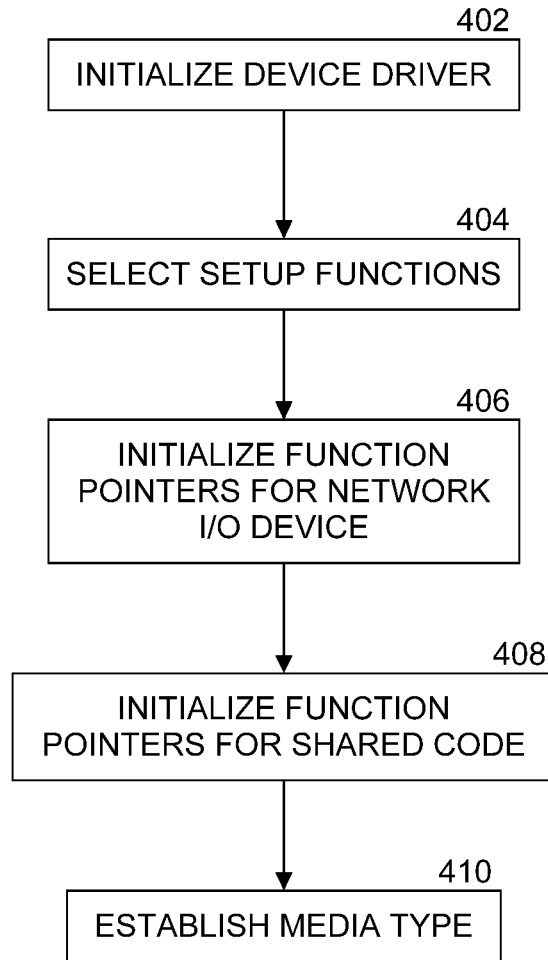 402
INITIALIZE DEVICE DRIVER
404
SELECT SETUP FUNCTIONS
406
INITIALIZE FUNCTION
POINTERS FOR NETWORK
I/O DEVICE
408
INITIALIZE FUNCTION
POINTERS FOR SHARED CODE
410
ESTABLISH MEDIA TYPE